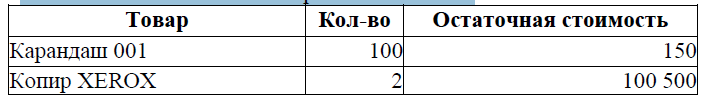 Товар Кол-во Остаточная стоимость
Карандаш 001 100 150
Копир XEROX 2 100 500